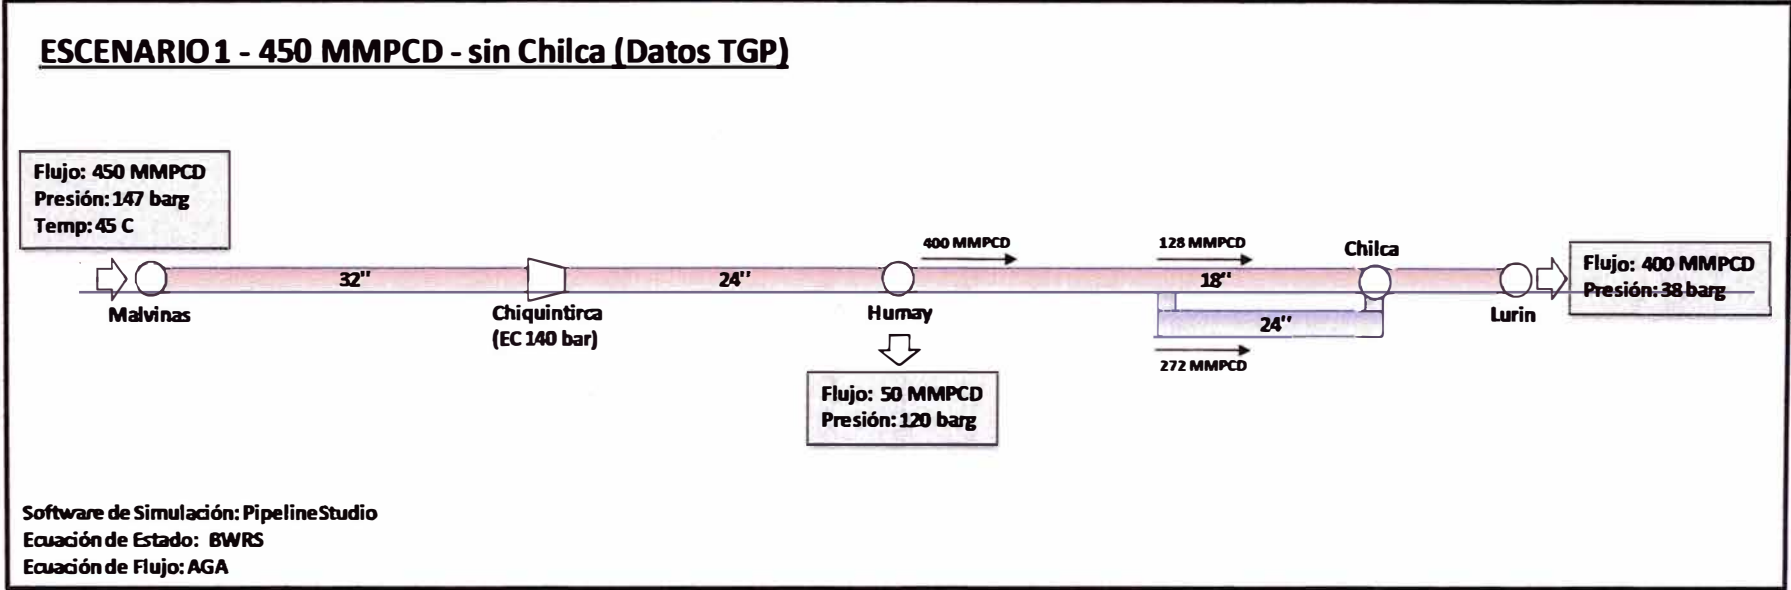 ESCENARIO 1 - 450 MMPCD - sin Chilca (Datos TGP)
Flujo: 450 MMPCD
Presión: 147 barg
Temp: 45 C
400 MMPCD
128 MMPCD
Chilca
Flujo: 400 MMPCD
Presión: 38 barg
32"
24"
18"
Malvinas
Chiquintirca
(EC 140 bar)
Humay
24"
Lurin
272 MMPCD
Flujo: 50 MMPCD
Presión: 120 barg
Software de Simulación: PipelineStudio
Ecuación de Estado: BWRS
Ecuación de Flujo: AGA